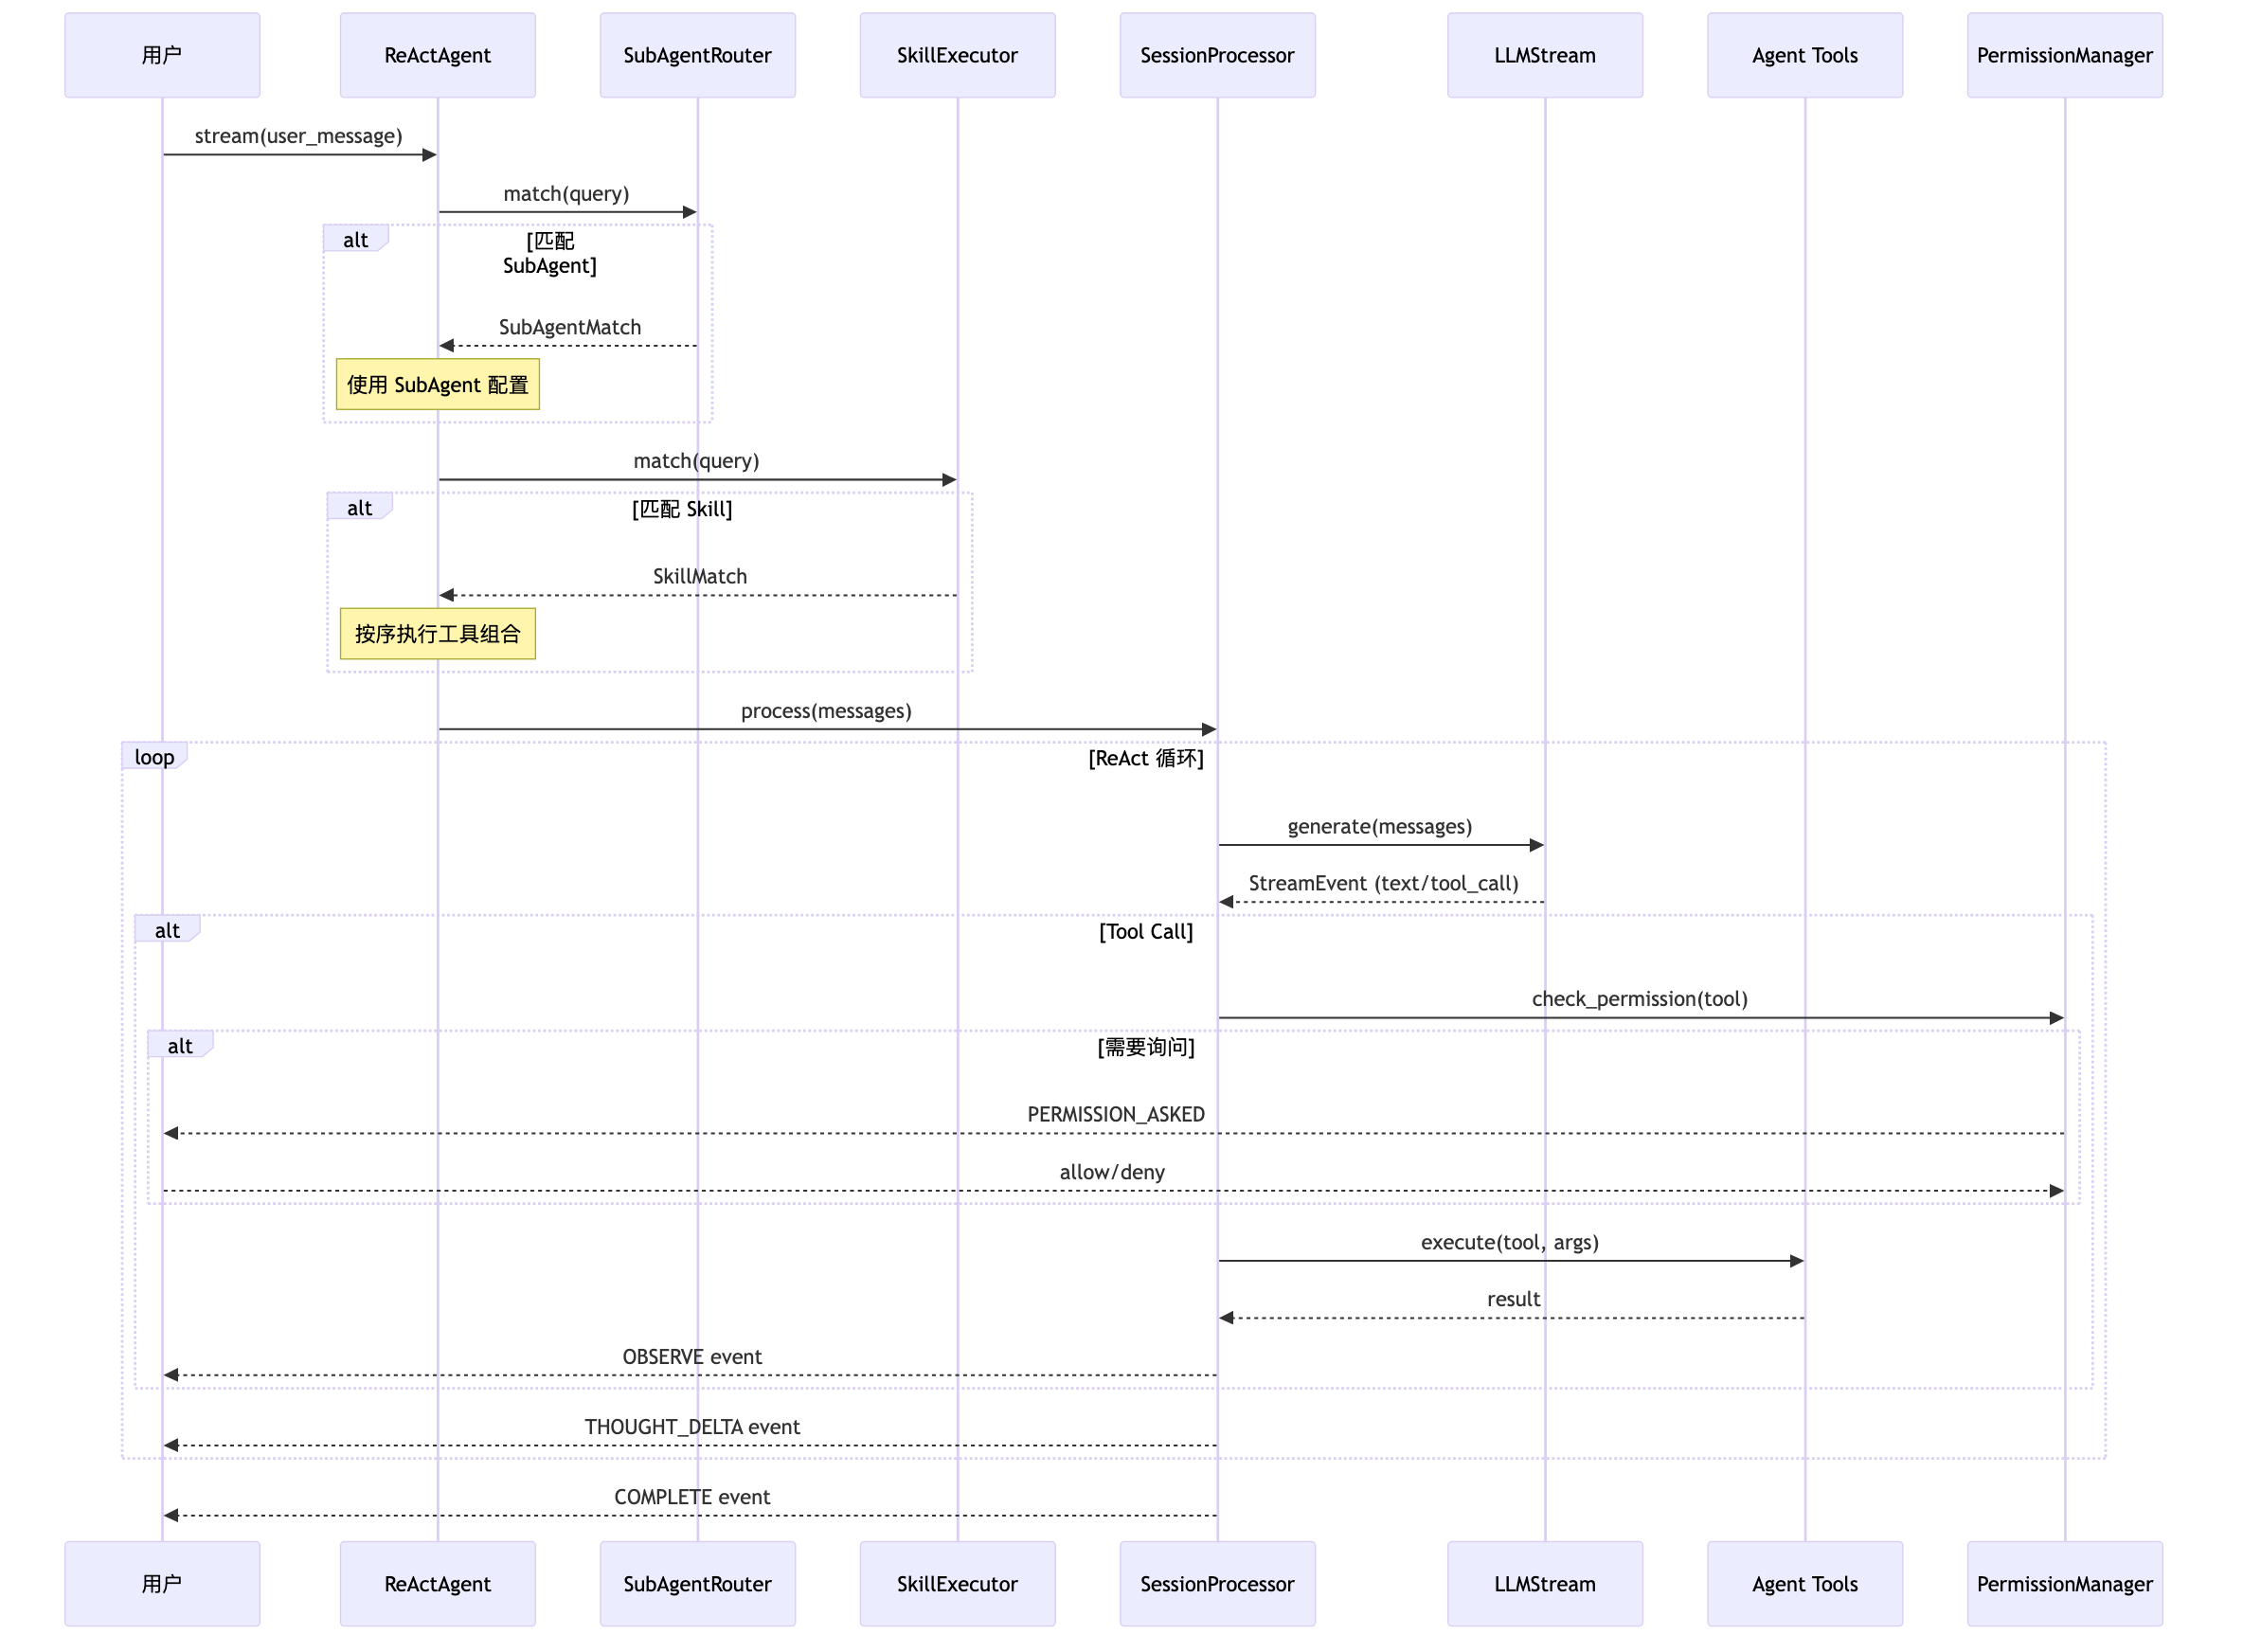 用户
ReActAgent
SubAgentRouter
SkillExecutor
SessionProcessor
LLMStream
Agent Tools
PermissionManager
stream(user_message)
match(query)
alt
[匹配
SubAgent]
SubAgentMatch
使用 SubAgent 配置
match(query)
alt
[匹配 Skill]
SkillMatch
按序执行工具组合
process(messages)
loop
[ReAct 循环]
generate(messages)
StreamEvent (text/tool_call)
alt
[Tool Call]
check_permission(tool)
alt
[需要询问]
PERMISSION_ASKED
allow/deny
execute(tool, args)
result
OBSERVE event
THOUGHT_DELTA event
COMPLETE event
用户
ReActAgent
SubAgentRouter
SkillExecutor
SessionProcessor
LLMStream
Agent Tools
PermissionManager